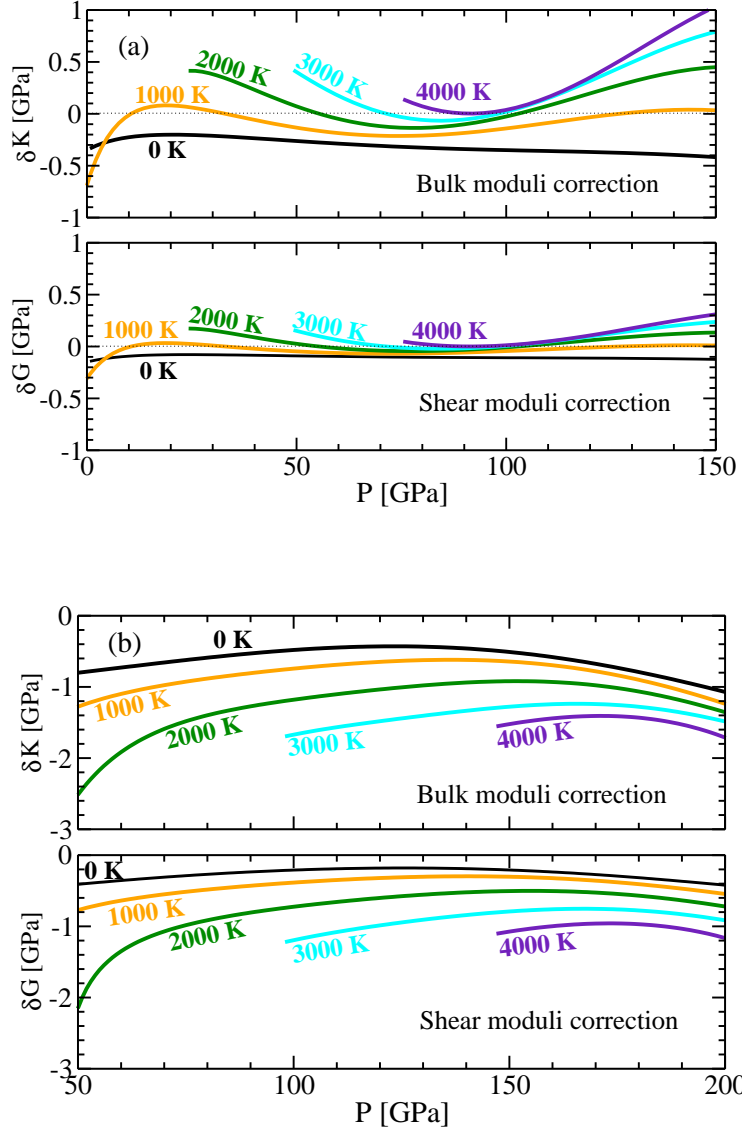 1
(a)
2000 K
3000 K
0.5
4000 K
1000 K
0
δK [GPa]
0 K
-0.5
Bulk moduli correction
-1
1
0.5
2000 K
3000 K
1000 K
4000 K
0
δG [GPa]
0 K
-0.5
Shear moduli correction
-1
0 50 100 150
P [GPa]
0
(b)
0 K
-1
1000 K
δK [GPa]
2000 K
3000 K
4000 K
-2
Bulk moduli correction
-3
0
0 K
1000 K
-1
2000 K
3000 K
4000 K
δG [GPa]
-2
Shear moduli correction
-3
50 100 150 200
P [GPa]